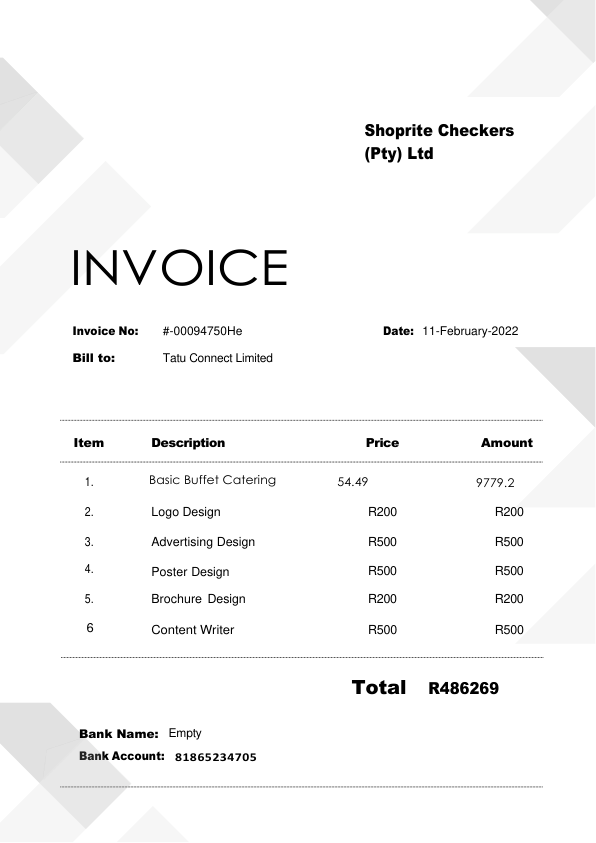 Shoprite Checkers
(Pty) Ltd
INVOICE
Invoice No: #-00094750He Date: 11-February-2022
Bill to: Tatu Connect Limited
Item Description Price Amount
1. Basic Buffet Catering 54.49 9779.2
2. Logo Design R200 R200
3. Advertising Design R500 R500
4. Poster Design R500 R500
5. Brochure Design R200 R200
6 Content Writer R500 R500
Total R486269
Bank Name: Empty
Bank Account: 81865234705